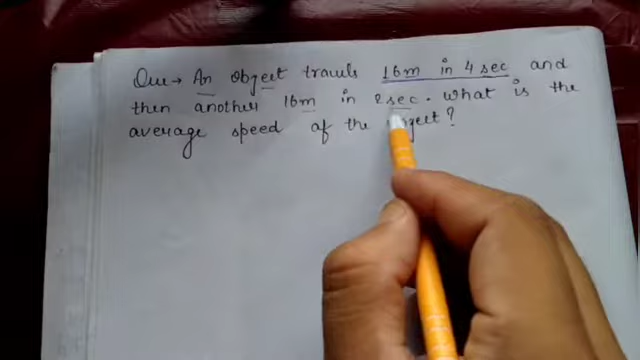 Que → An object travels 16m in 4 sec and
then another 16m in 2sec. What is the
average speed of the object?